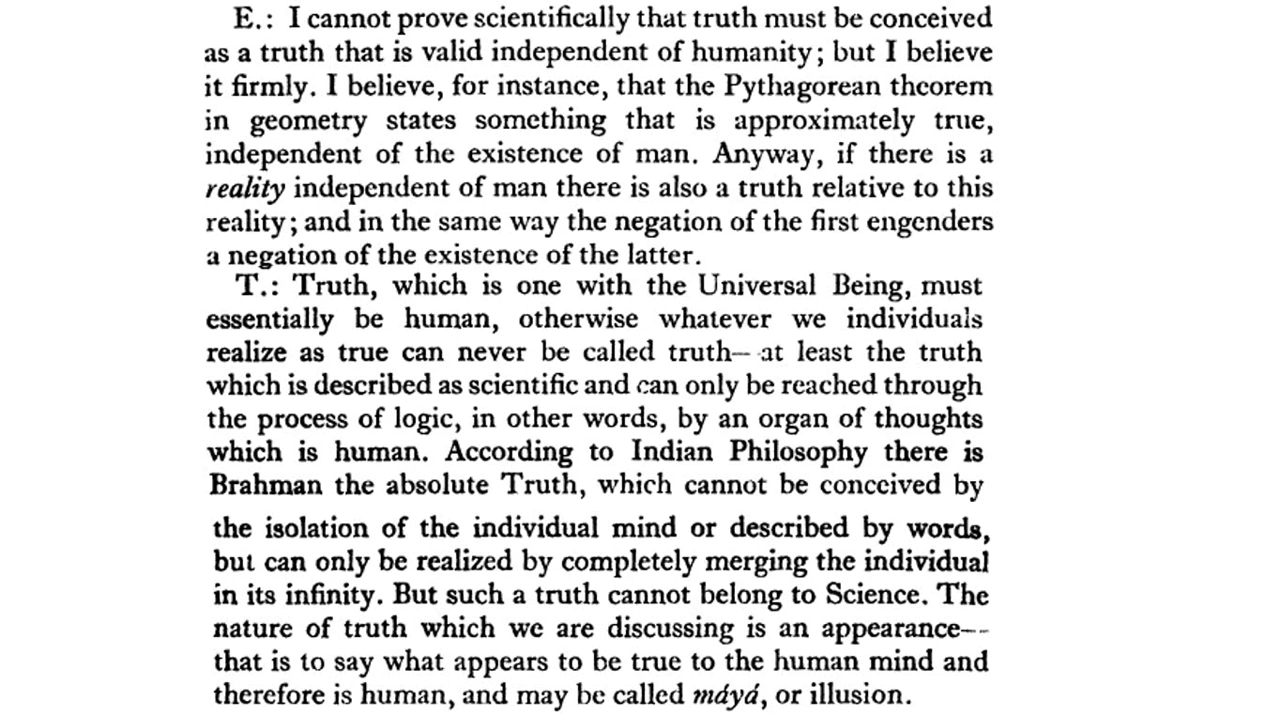 E.: I cannot prove scientifically that truth must be conceived
as a truth that is valid independent of humanity; but I believe
it firmly. I believe, for instance, that the Pythagorean theorem
in geometry states something that is approximately true,
independent of the existence of man. Anyway, if there is a
reality independent of man there is also a truth relative to this
reality; and in the same way the negation of the first engenders
a negation of the existence of the latter.
T.: Truth, which is one with the Universal Being, must
essentially be human, otherwise whatever we individuals
realize as true can never be called truth—at least the truth
which is described as scientific and can only be reached through
the process of logic, in other words, by an organ of thoughts
which is human. According to Indian Philosophy there is
Brahman the absolute Truth, which cannot be conceived by
the isolation of the individual mind or described by words,
but can only be realized by completely merging the individual
in its infinity. But such a truth cannot belong to Science. The
nature of truth which we are discussing is an appearance—
that is to say what appears to be true to the human mind and
therefore is human, and may be called máyá, or illusion.